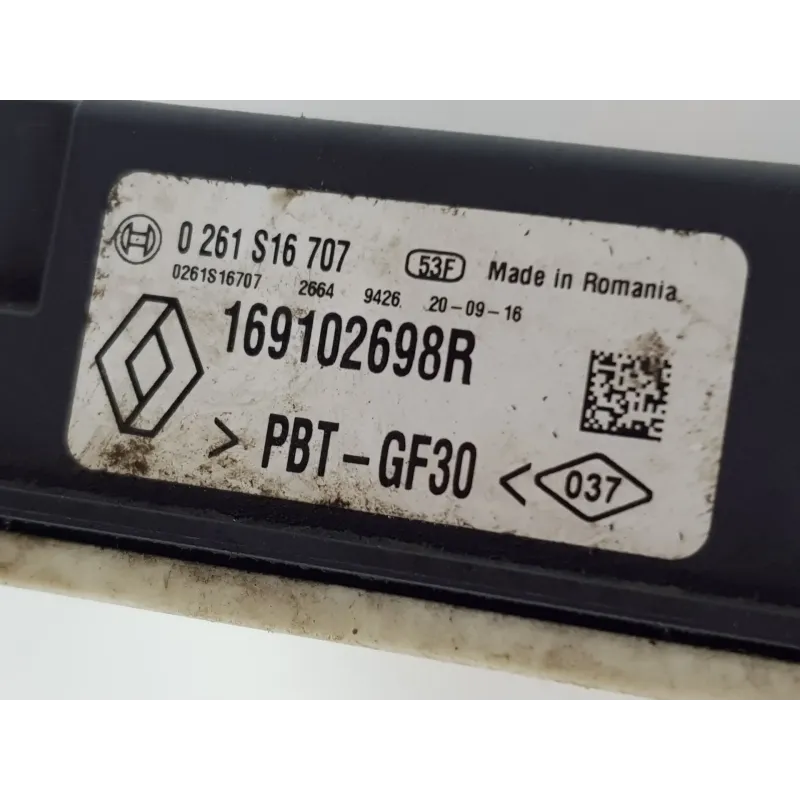 0 261 S16 707 53F Made in Romania
0261S16707 2664 9426 20-09-16
169102698R
> PBT-GF30 < 037